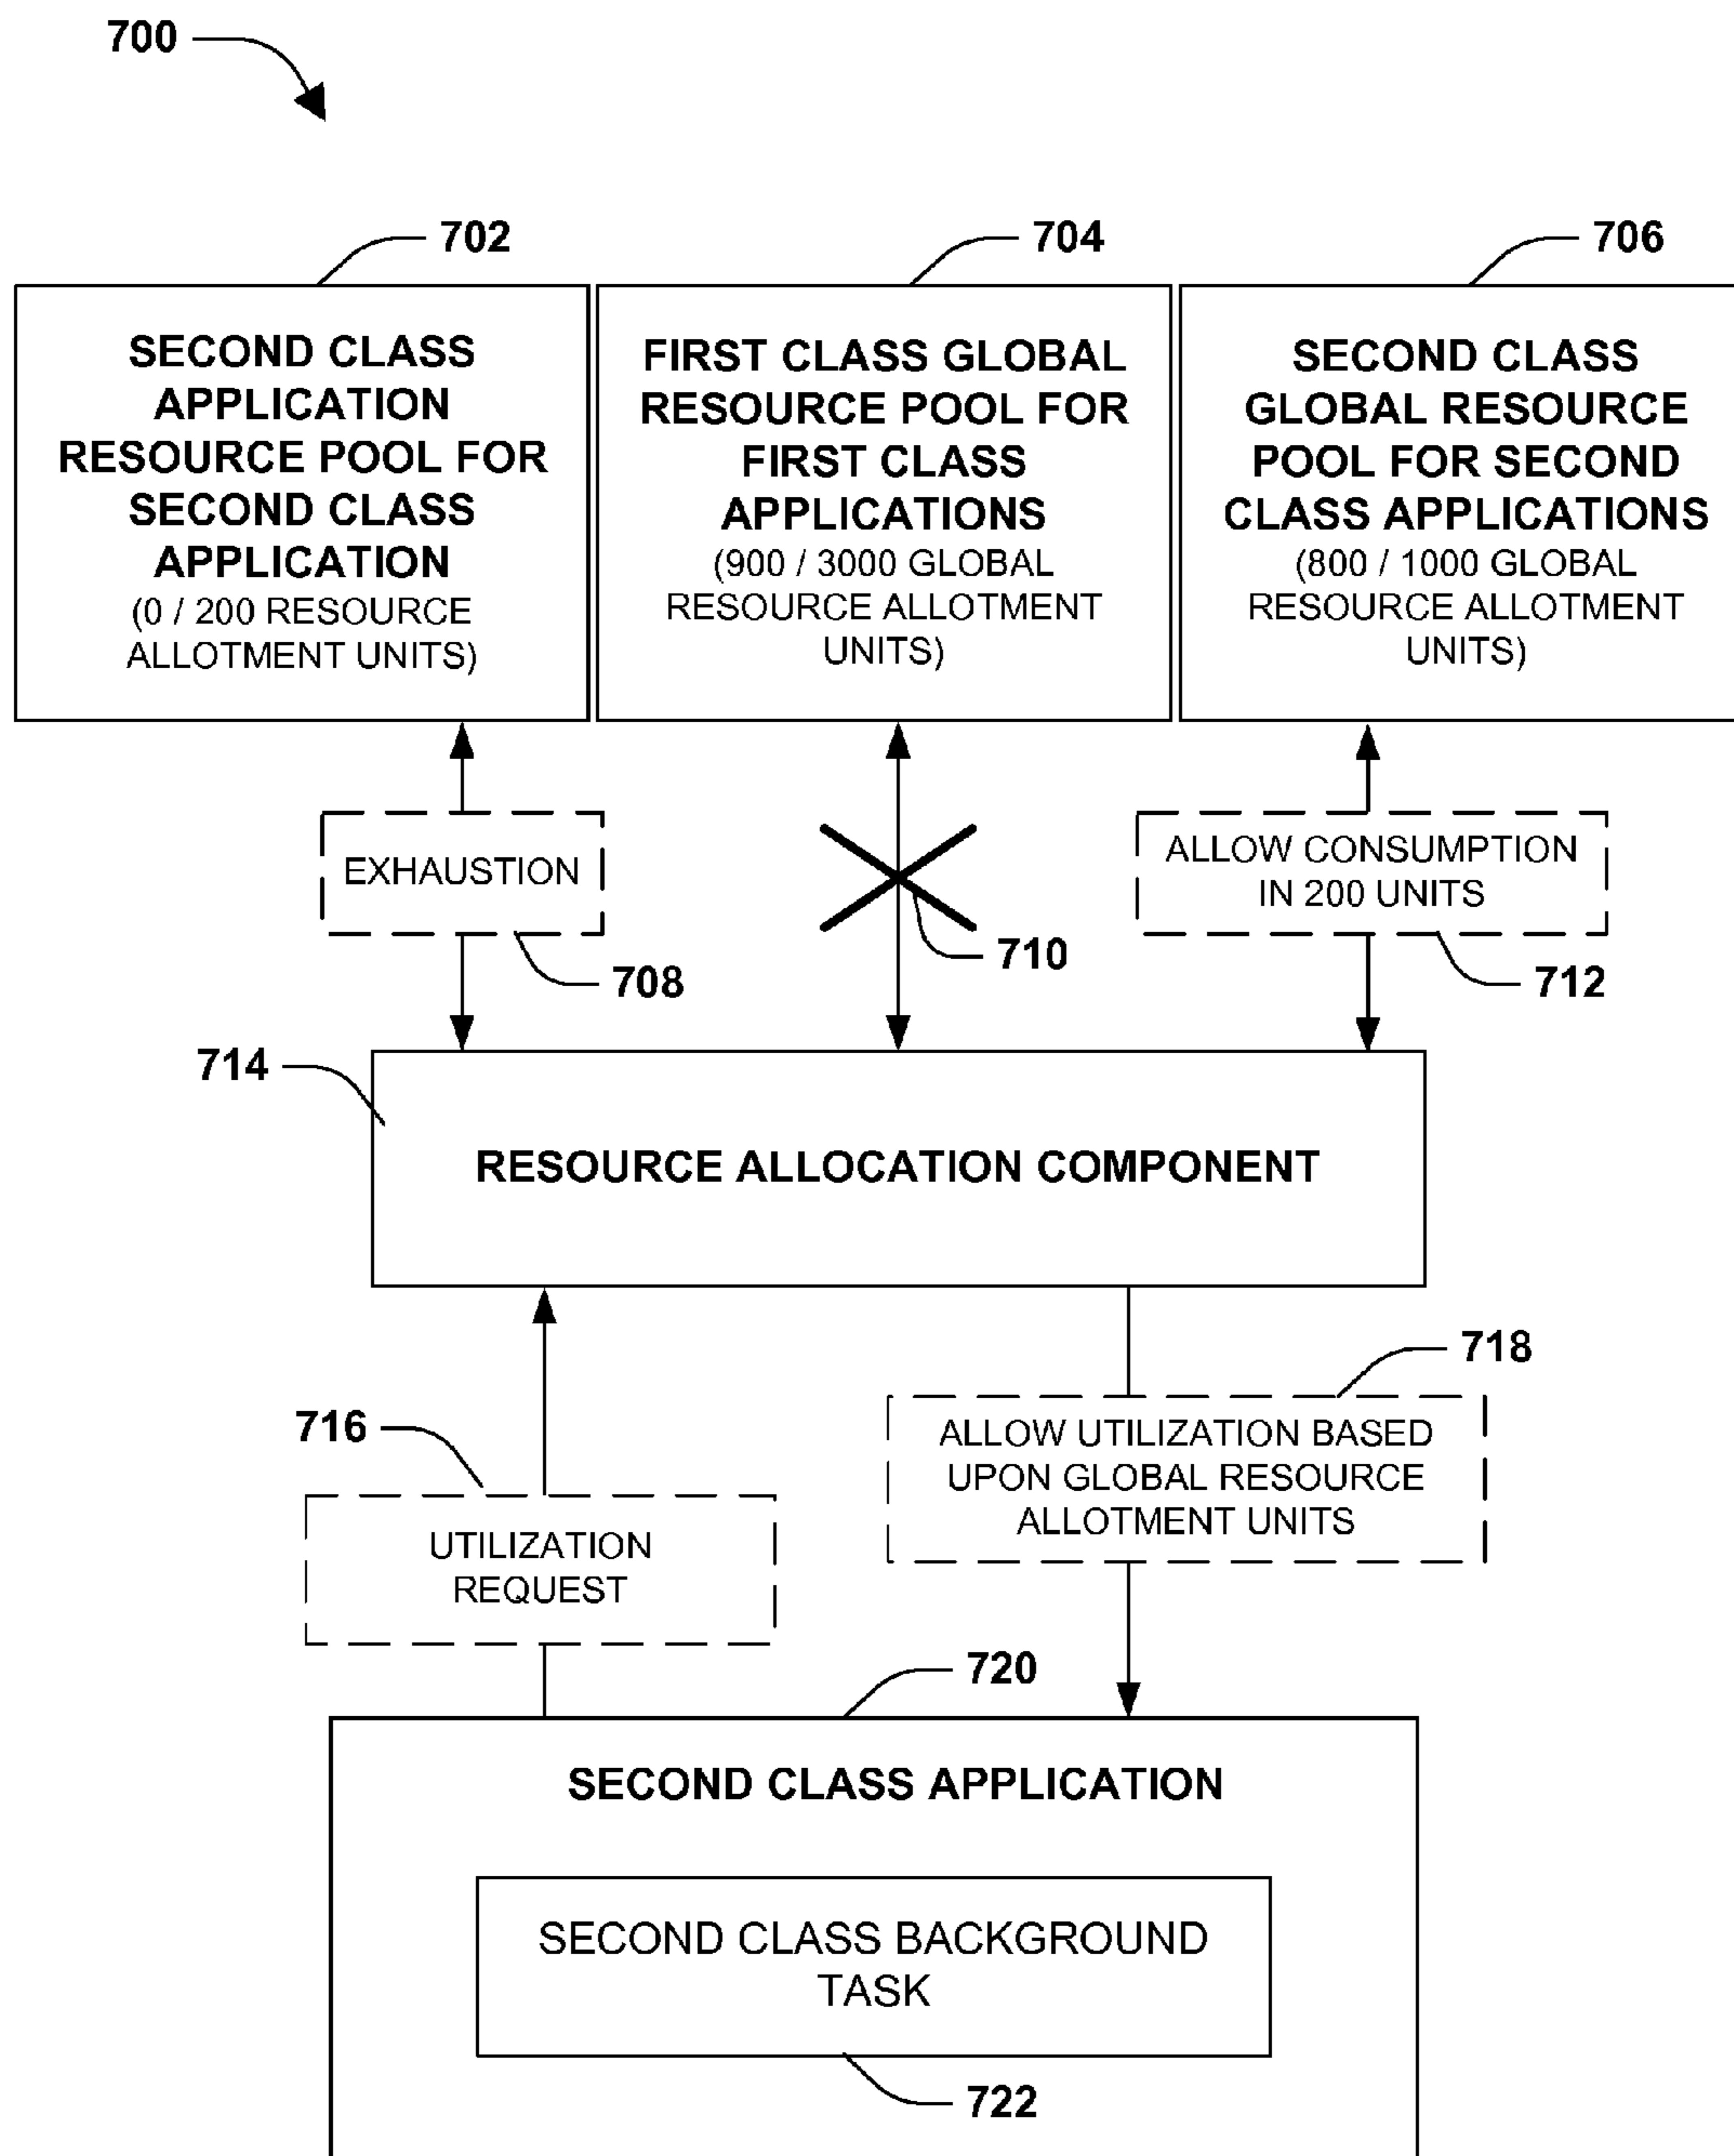 700
702
704
706
SECOND CLASS
APPLICATION
RESOURCE POOL FOR
SECOND CLASS
APPLICATION
(0 / 200 RESOURCE
ALLOTMENT UNITS)
FIRST CLASS GLOBAL
RESOURCE POOL FOR
FIRST CLASS
APPLICATIONS
(900 / 3000 GLOBAL
RESOURCE ALLOTMENT
UNITS)
SECOND CLASS
GLOBAL RESOURCE
POOL FOR SECOND
CLASS APPLICATIONS
(800 / 1000 GLOBAL
RESOURCE ALLOTMENT
UNITS)
EXHAUSTION
708
710
ALLOW CONSUMPTION
IN 200 UNITS
712
714
RESOURCE ALLOCATION COMPONENT
716
UTILIZATION
REQUEST
718
ALLOW UTILIZATION BASED
UPON GLOBAL RESOURCE
ALLOTMENT UNITS
720
SECOND CLASS APPLICATION
SECOND CLASS BACKGROUND
TASK
722